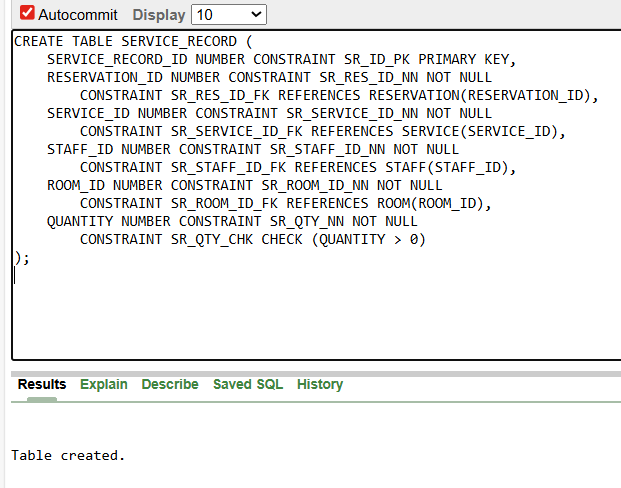 Autocommit Display 10
CREATE TABLE SERVICE_RECORD (
    SERVICE_RECORD_ID NUMBER CONSTRAINT SR_ID_PK PRIMARY KEY,
    RESERVATION_ID NUMBER CONSTRAINT SR_RES_ID_NN NOT NULL
        CONSTRAINT SR_RES_ID_FK REFERENCES RESERVATION(RESERVATION_ID),
    SERVICE_ID NUMBER CONSTRAINT SR_SERVICE_ID_NN NOT NULL
        CONSTRAINT SR_SERVICE_ID_FK REFERENCES SERVICE(SERVICE_ID),
    STAFF_ID NUMBER CONSTRAINT SR_STAFF_ID_NN NOT NULL
        CONSTRAINT SR_STAFF_ID_FK REFERENCES STAFF(STAFF_ID),
    ROOM_ID NUMBER CONSTRAINT SR_ROOM_ID_NN NOT NULL
        CONSTRAINT SR_ROOM_ID_FK REFERENCES ROOM(ROOM_ID),
    QUANTITY NUMBER CONSTRAINT SR_QTY_NN NOT NULL
        CONSTRAINT SR_QTY_CHK CHECK (QUANTITY > 0)
);
Results Explain Describe Saved SQL History
Table created.